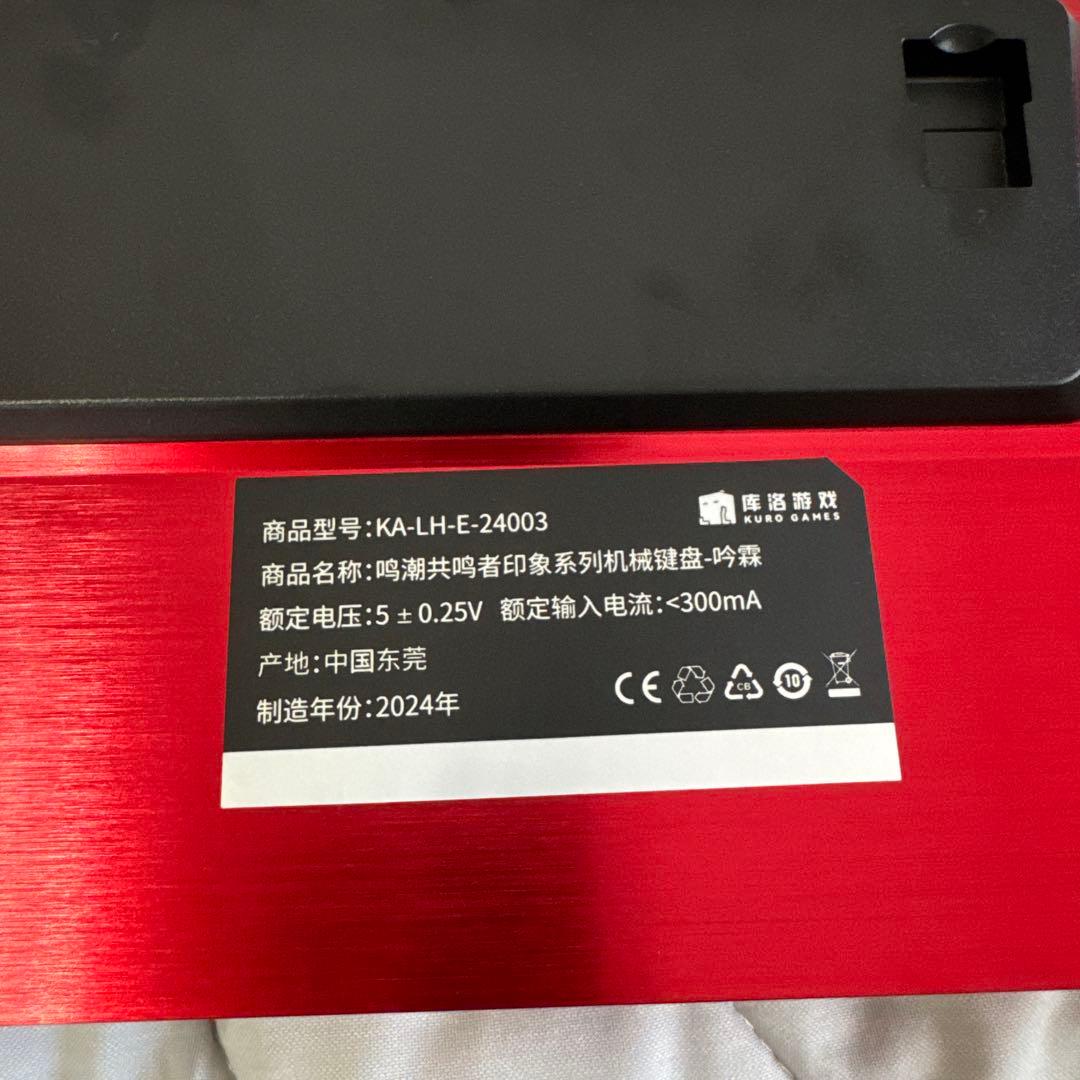 库洛游戏
KURO GAMES
商品型号:KA-LH-E-24003
商品名称:鸣潮共鸣者印象系列机械键盘-吟霖
额定电压:5±0.25V 额定输入电流:<300mA
产地:中国东莞
制造年份:2024年
CE
CB
10